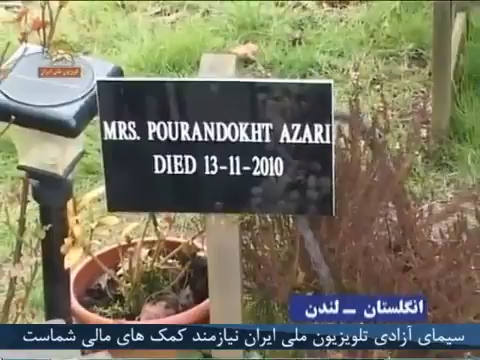 MRS. POURANDOKHT AZARI
DIED 13-11-2010
انگلستان – لندن
سیمای آزادی تلویزیون ملی ایران نیازمند کمک های مالی شماست